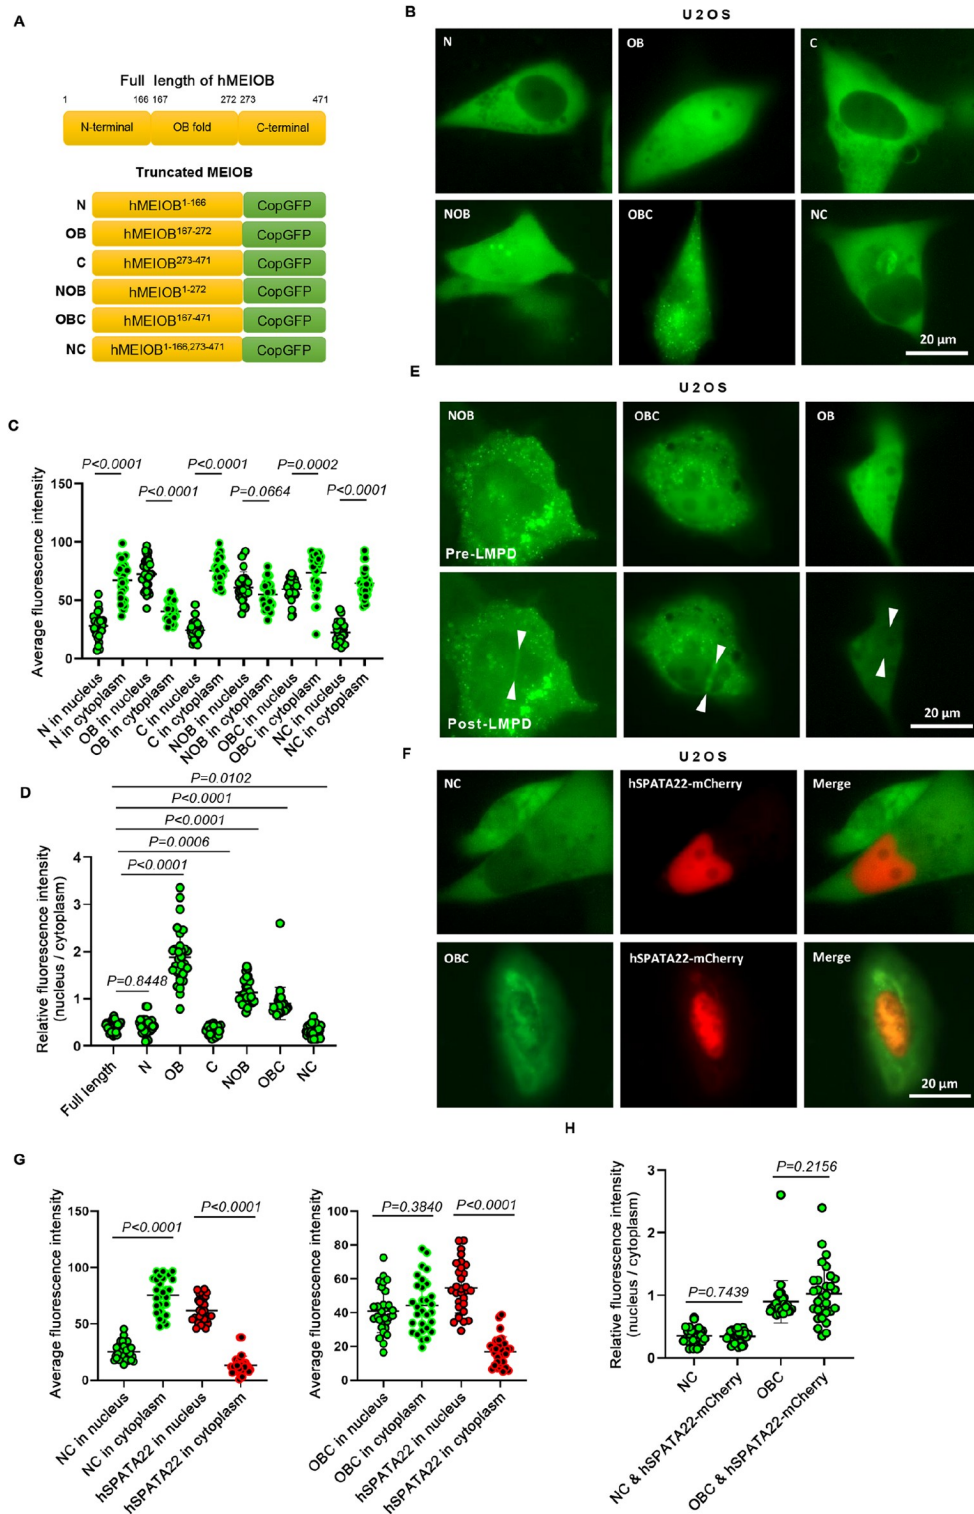 A
Full length of hMEIOB
1 166 167 272 273 471
N-terminal OB fold C-terminal
Truncated MEIOB
N hMEIOB1-166 CopGFP
OB hMEIOB167-272 CopGFP
C hMEIOB273-471 CopGFP
NOB hMEIOB1-272 CopGFP
OBC hMEIOB167-471 CopGFP
NC hMEIOB1-166,273-471 CopGFP
B
U2OS
N OB C
NOB OBC NC
20 μm
C
P<0.0001 P<0.0001 P=0.0002
P<0.0001 P=0.0664 P<0.0001
Average fluorescence intensity
150
100
50
0
N in nucleus
N in cytoplasm
OB in nucleus
OB in cytoplasm
C in nucleus
C in cytoplasm
NOB in nucleus
NOB in cytoplasm
OBC in nucleus
OBC in cytoplasm
NC in nucleus
NC in cytoplasm
D
P=0.0102
P<0.0001
P<0.0001
P=0.0006
P<0.0001
P=0.8448
Relative fluorescence intensity
(nucleus / cytoplasm)
4
3
2
1
0
Full length
N
OB
C
NOB
OBC
NC
E
U2OS
NOB OBC OB
Pre-LMPD
Post-LMPD
20 μm
F
U2OS
NC hSPATA22-mCherry Merge
OBC hSPATA22-mCherry Merge
20 μm
G
Average fluorescence intensity
150
100
50
0
P<0.0001
P<0.0001
NC in nucleus
NC in cytoplasm
hSPATA22 in nucleus
hSPATA22 in cytoplasm
Average fluorescence intensity
100
80
60
40
20
0
P=0.3840 P<0.0001
OBC in nucleus
OBC in cytoplasm
hSPATA22 in nucleus
hSPATA22 in cytoplasm
H
Relative fluorescence intensity
(nucleus / cytoplasm)
3
2
1
0
P=0.2156
P=0.7439
NC
NC & hSPATA22-mCherry
OBC
OBC & hSPATA22-mCherry